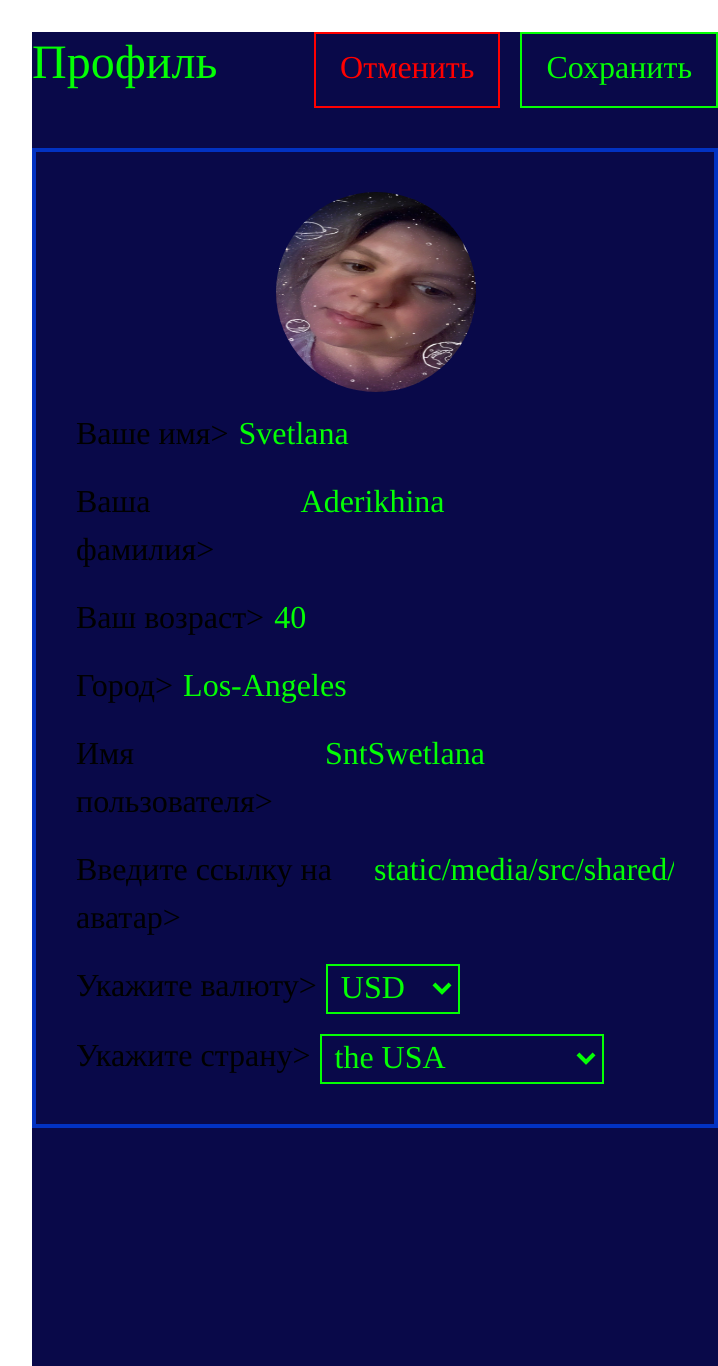 Профиль Отменить Сохранить
Ваше имя> Svetlana
Ваша Aderikhina
фамилия>
Ваш возраст> 40
Город> Los-Angeles
Имя SntSwetlana
пользователя>
Введите ссылку на static/media/src/shared/
аватар>
Укажите валюту> USD
Укажите страну> the USA